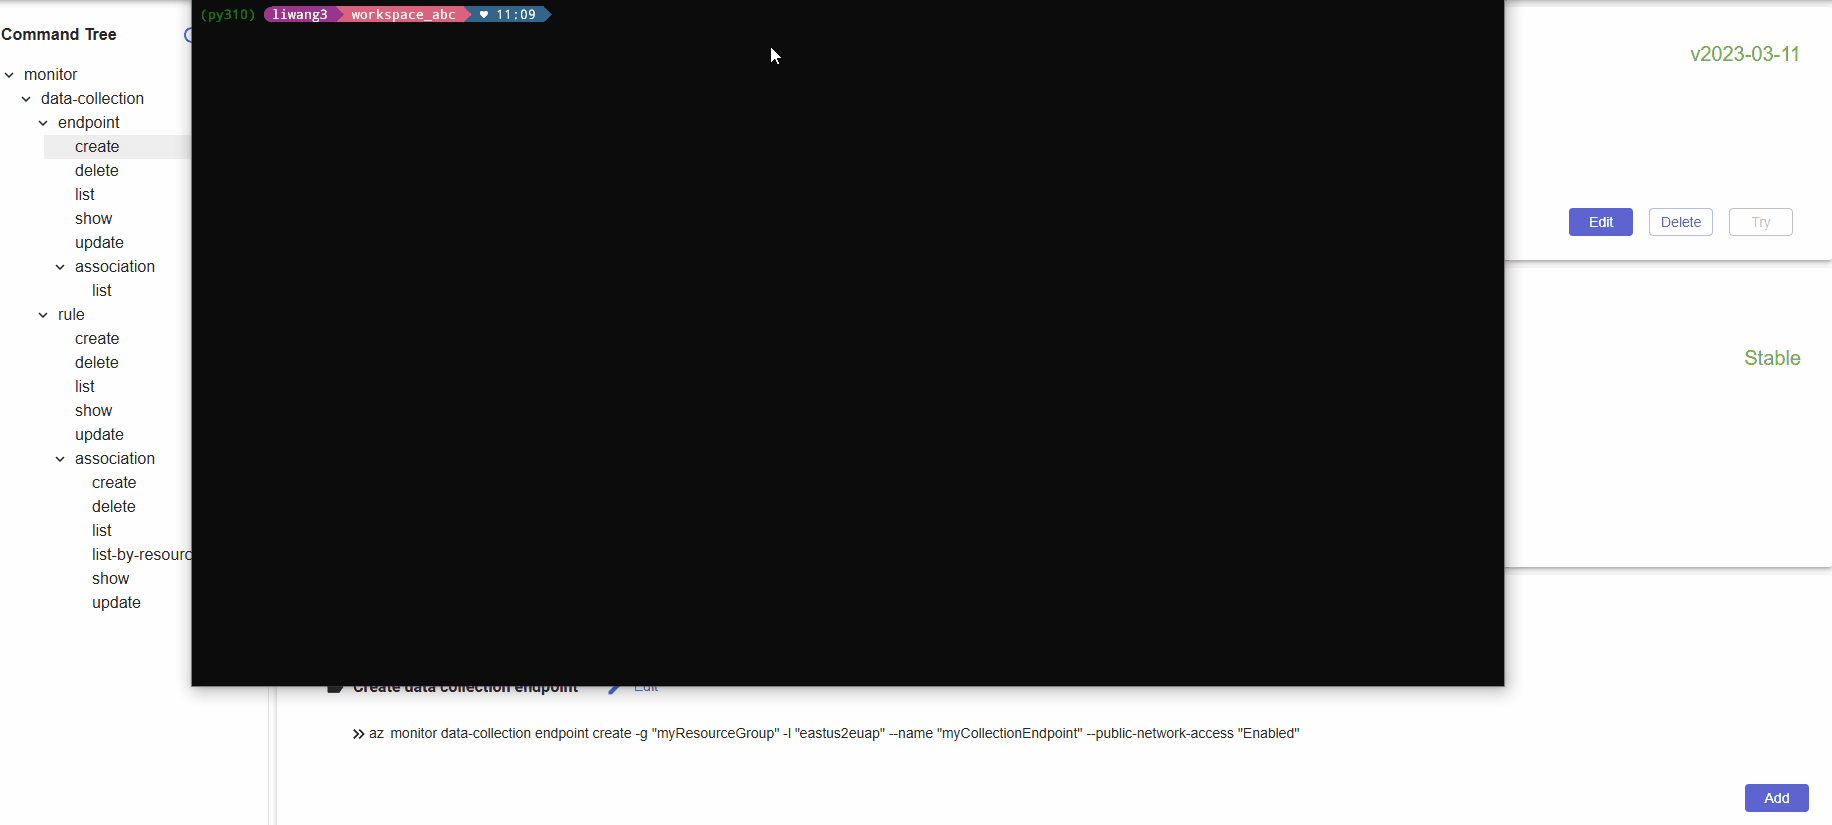 (py310) liwang3 workspace_abc ♥ 11:09
Command Tree
monitor
data-collection
endpoint
create
delete
list
show
update
association
list
rule
create
delete
list
show
update
association
create
delete
list
list-by-resourc
show
update
v2023-03-11
Edit Delete Try
Stable
Create data collection endpoint Edit
az monitor data-collection endpoint create -g "myResourceGroup" -l "eastus2euap" --name "myCollectionEndpoint" --public-network-access "Enabled"
Add